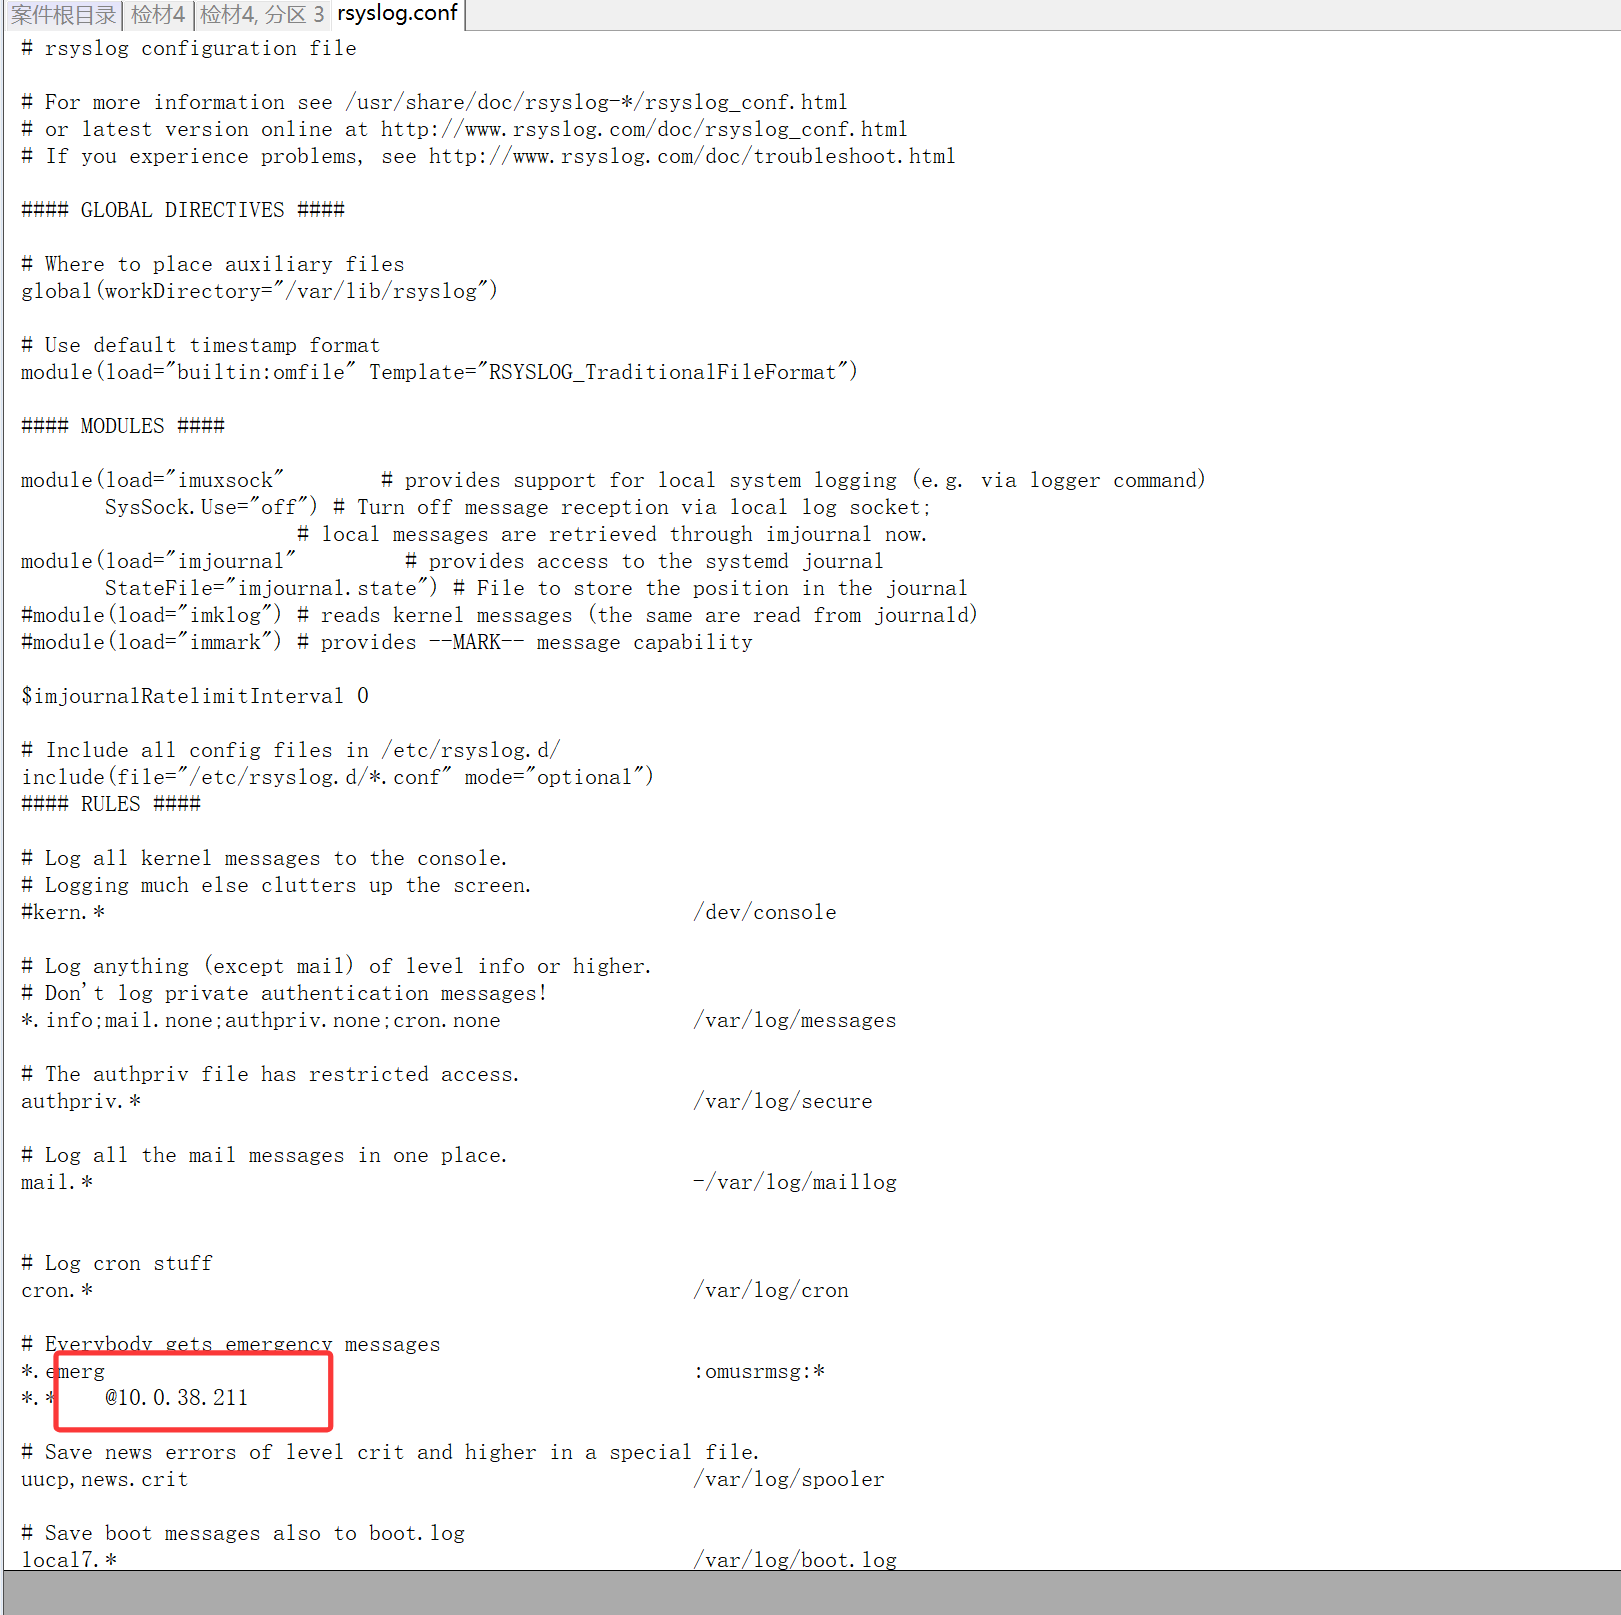 案件根目录 检材4 检材4, 分区 3 rsyslog.conf
# rsyslog configuration file
# For more information see /usr/share/doc/rsyslog-*/rsyslog_conf.html
# or latest version online at http://www.rsyslog.com/doc/rsyslog_conf.html
# If you experience problems, see http://www.rsyslog.com/doc/troubleshoot.html
#### GLOBAL DIRECTIVES ####
# Where to place auxiliary files
global(workDirectory="/var/lib/rsyslog")
# Use default timestamp format
module(load="builtin:omfile" Template="RSYSLOG_TraditionalFileFormat")
#### MODULES ####
module(load="imuxsock"        # provides support for local system logging (e.g. via logger command)
       SysSock.Use="off") # Turn off message reception via local log socket;
                       # local messages are retrieved through imjournal now.
module(load="imjournal"         # provides access to the systemd journal
       StateFile="imjournal.state") # File to store the position in the journal
#module(load="imklog") # reads kernel messages (the same are read from journald)
#module(load="immark") # provides --MARK-- message capability
$imjournalRatelimitInterval 0
# Include all config files in /etc/rsyslog.d/
include(file="/etc/rsyslog.d/*.conf" mode="optional")
#### RULES ####
# Log all kernel messages to the console.
# Logging much else clutters up the screen.
#kern.*                                                 /dev/console
# Log anything (except mail) of level info or higher.
# Don't log private authentication messages!
*.info;mail.none;authpriv.none;cron.none                /var/log/messages
# The authpriv file has restricted access.
authpriv.*                                              /var/log/secure
# Log all the mail messages in one place.
mail.*                                                  -/var/log/maillog
# Log cron stuff
cron.*                                                  /var/log/cron
# Everybody gets emergency messages
*.emerg                                                 :omusrmsg:*
*.*    @10.0.38.211
# Save news errors of level crit and higher in a special file.
uucp,news.crit                                          /var/log/spooler
# Save boot messages also to boot.log
local7.*                                                /var/log/boot.log